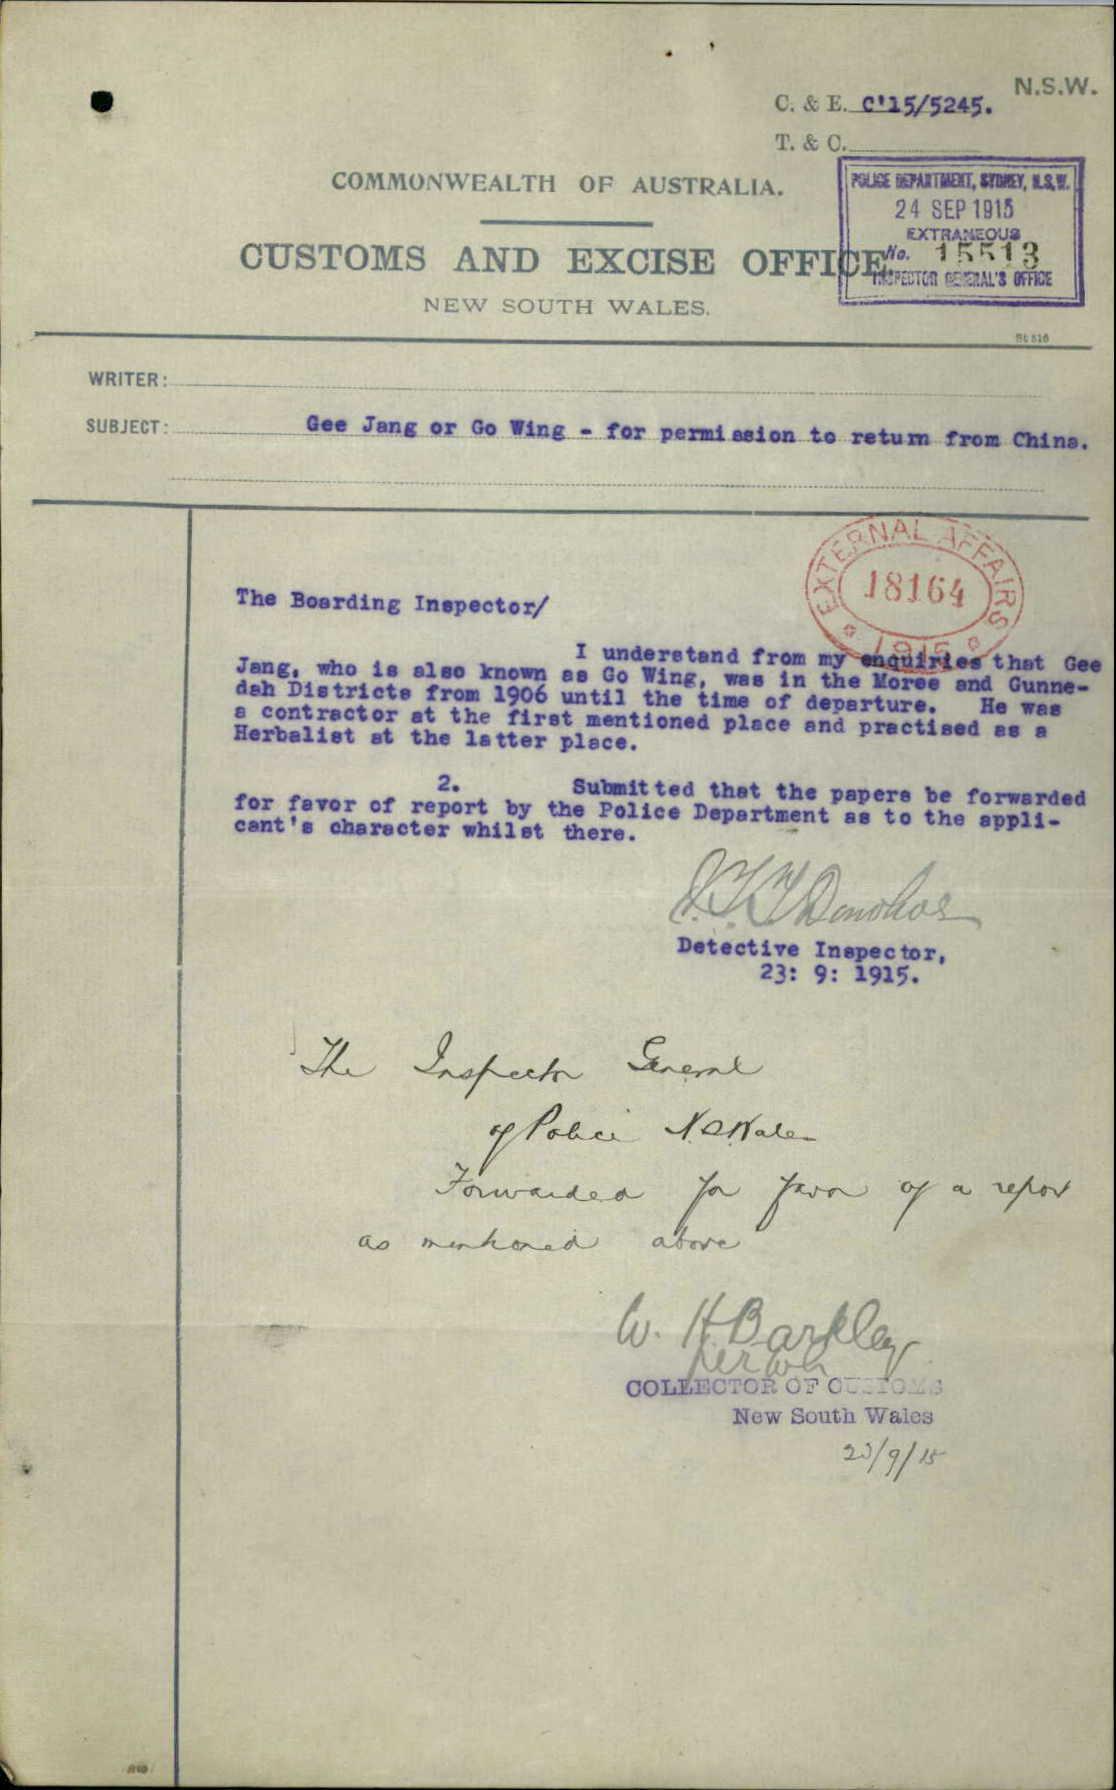 N.S.W.
C. & E. C'15/5245.
T. & C.
COMMONWEALTH OF AUSTRALIA.
POLICE DEPARTMENT, SYDNEY, N.S.W.
24 SEP 1915
EXTRANEOUS
No. 15513
INSPECTOR GENERAL'S OFFICE
CUSTOMS AND EXCISE OFFICE,
NEW SOUTH WALES.
WRITER:
SUBJECT: Gee Jang or Go Wing - for permission to return from China.
EXTERNAL AFFAIRS
18164
1915
The Boarding Inspector/
I understand from my enquiries that Gee
Jang, who is also known as Go Wing, was in the Moree and Gunne-
dah Districts from 1906 until the time of departure. He was
a contractor at the first mentioned place and practised as a
Herbalist at the latter place.
2. Submitted that the papers be forwarded
for favor of report by the Police Department as to the appli-
cant's character whilst there.
Donohoe
Detective Inspector,
23: 9: 1915.
The Inspector General
of Police N.S.Wales
Forwarded for favor of a report
as mentioned above
W. H. Barkley
per
COLLECTOR OF CUSTOMS
New South Wales
23/9/15